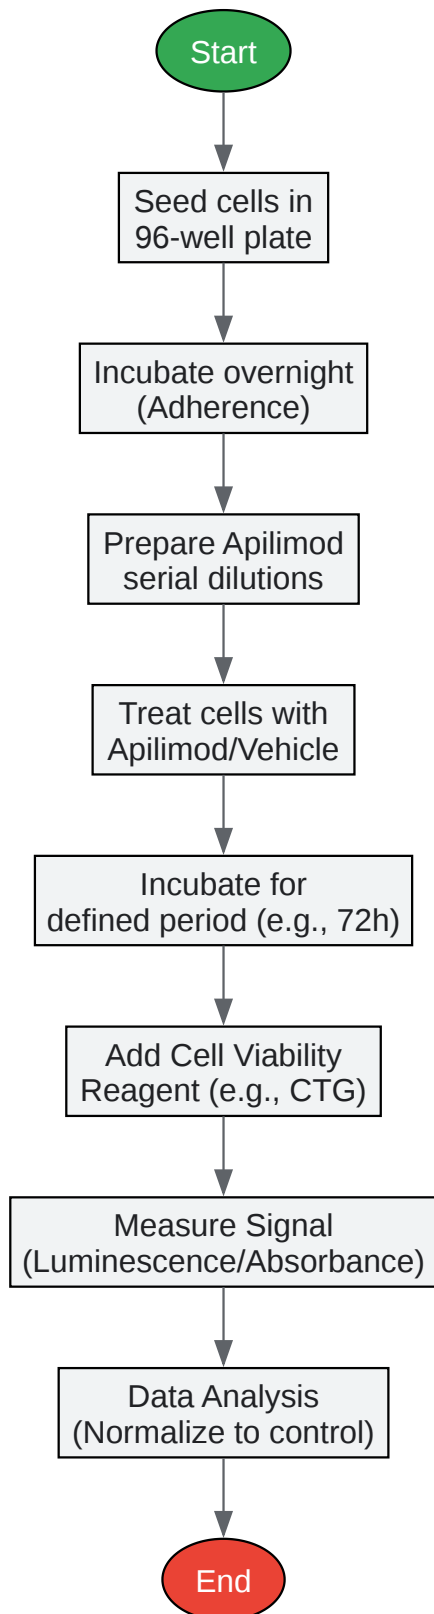 Start
Seed cells in
96-well plate
Incubate overnight
(Adherence)
Prepare Apilimod
serial dilutions
Treat cells with
Apilimod/Vehicle
Incubate for
defined period (e.g., 72h)
Add Cell Viability
Reagent (e.g., CTG)
Measure Signal
(Luminescence/Absorbance)
Data Analysis
(Normalize to control)
End